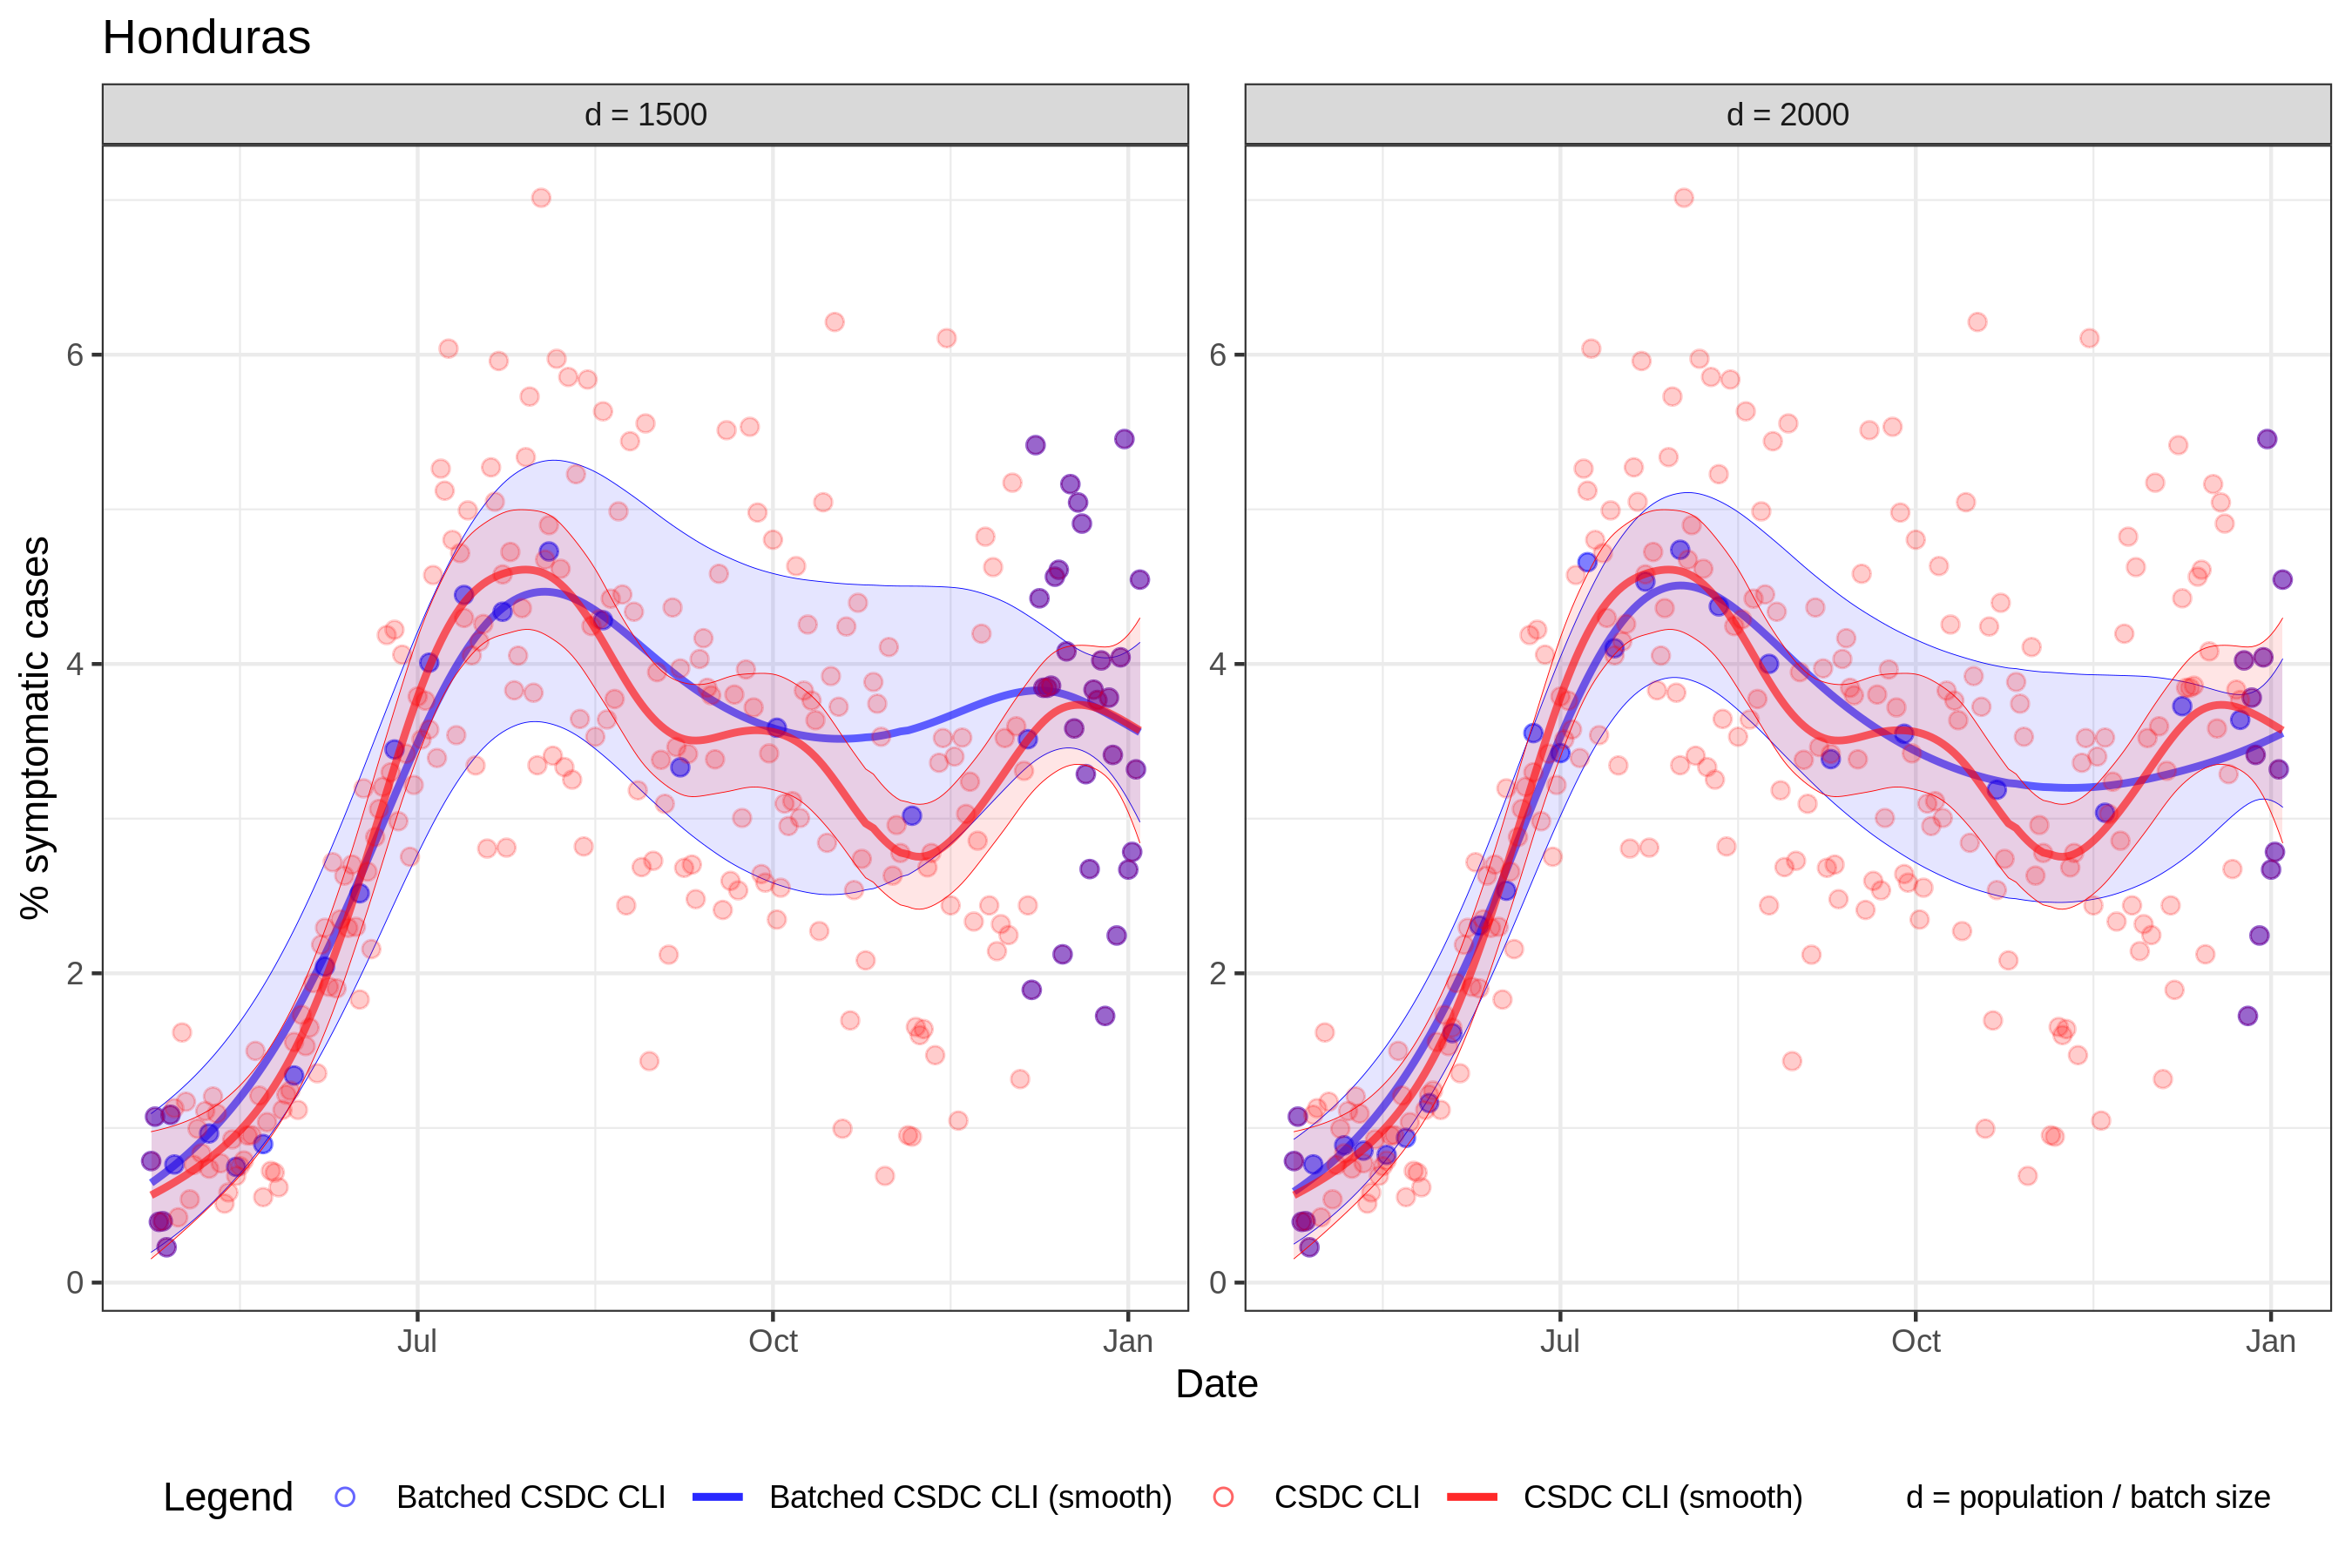 Honduras
d = 1500
d = 2000
% symptomatic cases
6
4
2
0
6
4
2
0
Jul
Oct
Jan
Jul
Oct
Jan
Date
Legend
Batched CSDC CLI
Batched CSDC CLI (smooth)
CSDC CLI
CSDC CLI (smooth)
d = population / batch size